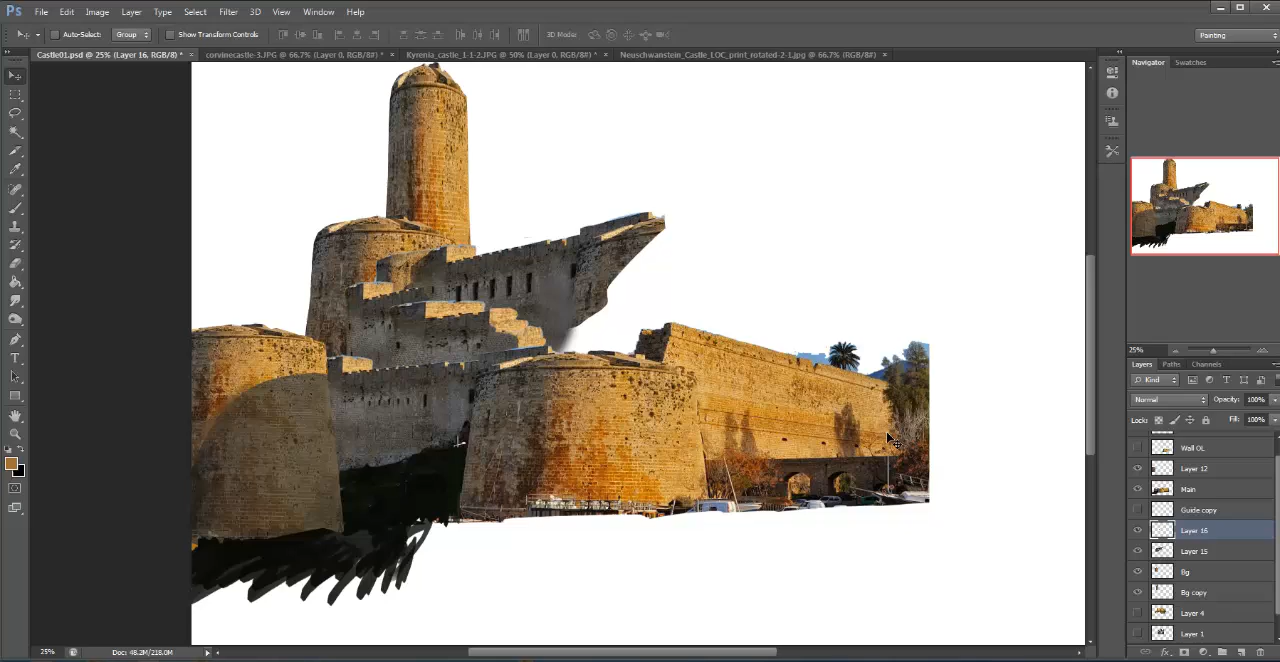 Ps File Edit Image Layer Type Select Filter 3D View Window Help
Auto-Select: Group Show Transform Controls 3D Mode: Painting
Castle01.psd @ 25% (Layer 16, RGB/8) * × corvinecastle-3.JPG @ 66.7% (Layer 0, RGB/8#) * × Kyrenia_castle_1-1-2.JPG @ 50% (Layer 0, RGB/8#) * × Neuschwanstein_Castle_LOC_print_rotated-2-1.jpg @ 66.7% (RGB/8#) ×
Navigator Swatches
25%
Layers Paths Channels
Kind
Normal Opacity: 100%
Lock: Fill: 100%
Wall OL
Layer 12
Main
Guide copy
Layer 16
Layer 15
Bg
Bg copy
Layer 4
Layer 1
25% Doc: 48.2M/218.0M